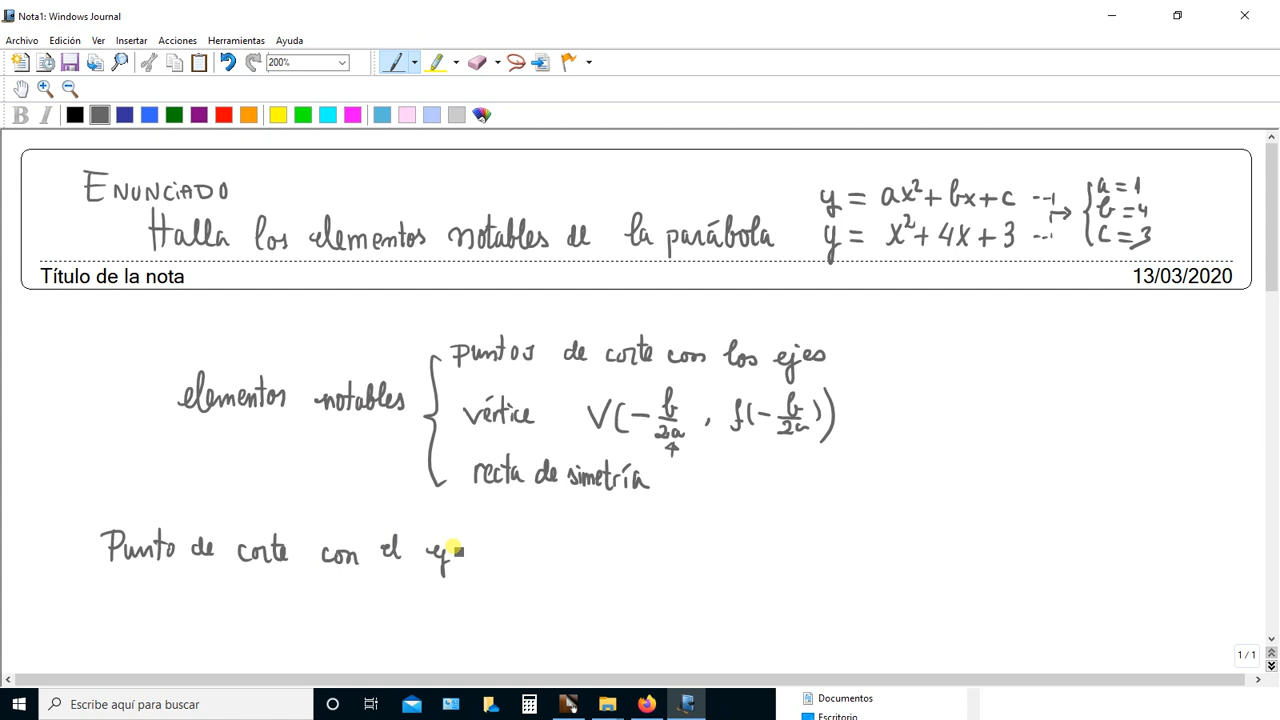 Nota1: Windows Journal
Archivo Edición Ver Insertar Acciones Herramientas Ayuda
200%
B I
ENUNCIADO
Halla los elementos notables de la parábola
y = ax²+bx+c
y = x²+4x+3
a=1
b=4
c=3
Título de la nota 13/03/2020
elementos notables
puntos de corte con los ejes
vértice V(-b/2a, f(-b/2a))
recta de simetría
Punto de corte con el ej
1 / 1
Escribe aquí para buscar
Documentos
Escritorio